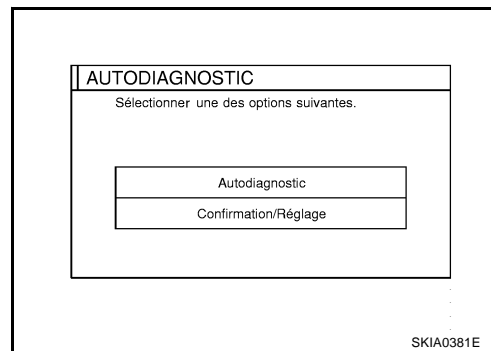 AUTODIAGNOSTIC
Sélectionner une des options suivantes.
Autodiagnostic
Confirmation/Réglage
SKIA0381E